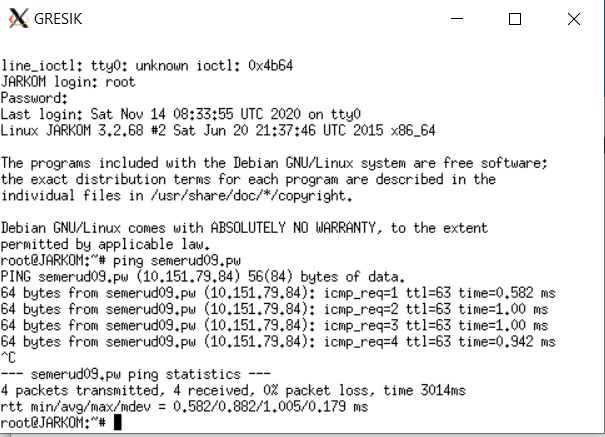 GRESIK
line_ioctl: tty0: unknown ioctl: 0x4b64
JARKOM login: root
Password:
Last login: Sat Nov 14 08:33:55 UTC 2020 on tty0
Linux JARKOM 3.2.68 #2 Sat Jun 20 21:37:46 UTC 2015 x86_64
The programs included with the Debian GNU/Linux system are free software;
the exact distribution terms for each program are described in the
individual files in /usr/share/doc/*/copyright.
Debian GNU/Linux comes with ABSOLUTELY NO WARRANTY, to the extent
permitted by applicable law.
root@JARKOM:~# ping semerud09.pw
PING semerud09.pw (10.151.79.84) 56(84) bytes of data.
64 bytes from semerud09.pw (10.151.79.84): icmp_req=1 ttl=63 time=0.582 ms
64 bytes from semerud09.pw (10.151.79.84): icmp_req=2 ttl=63 time=1.00 ms
64 bytes from semerud09.pw (10.151.79.84): icmp_req=3 ttl=63 time=1.00 ms
64 bytes from semerud09.pw (10.151.79.84): icmp_req=4 ttl=63 time=0.942 ms
^C
--- semerud09.pw ping statistics ---
4 packets transmitted, 4 received, 0% packet loss, time 3014ms
rtt min/avg/max/mdev = 0.582/0.882/1.005/0.179 ms
root@JARKOM:~#